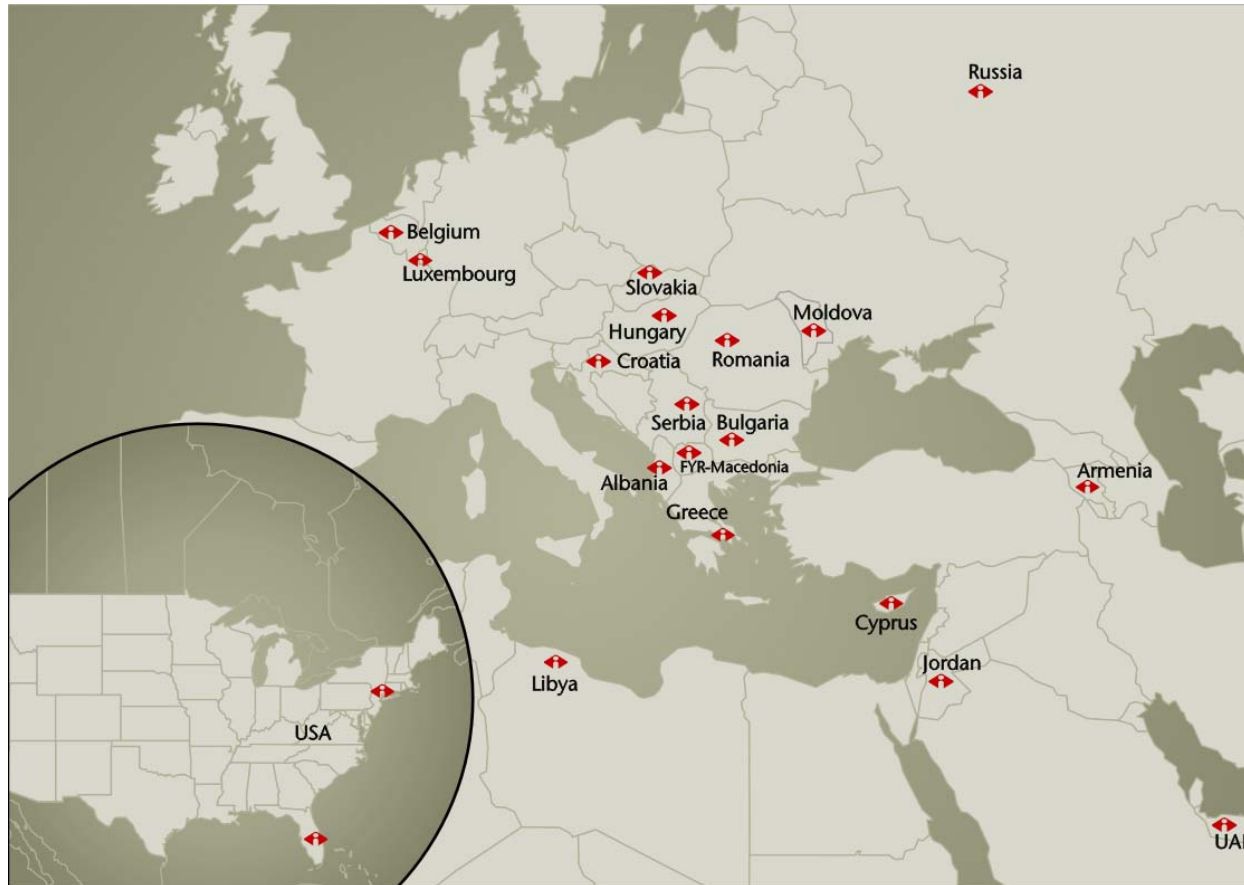 Russia
Belgium
Luxembourg
Slovakia
Moldova
Hungary
Romania
Croatia
Serbia
Bulgaria
FYR-Macedonia
Albania
Armenia
Greece
Cyprus
Jordan
Libya
USA